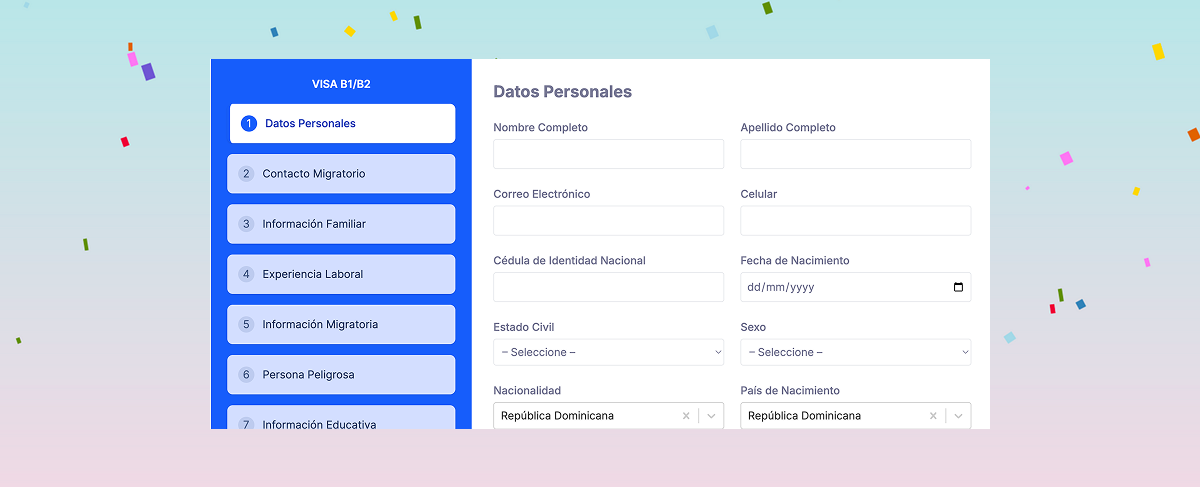 VISA B1/B2
1 Datos Personales
2 Contacto Migratorio
3 Información Familiar
4 Experiencia Laboral
5 Información Migratoria
6 Persona Peligrosa
7 Información Educativa
Datos Personales
Nombre Completo Apellido Completo
Correo Electrónico Celular
Cédula de Identidad Nacional Fecha de Nacimiento
dd/mm/yyyy
Estado Civil Sexo
– Seleccione – – Seleccione –
Nacionalidad País de Nacimiento
República Dominicana República Dominicana